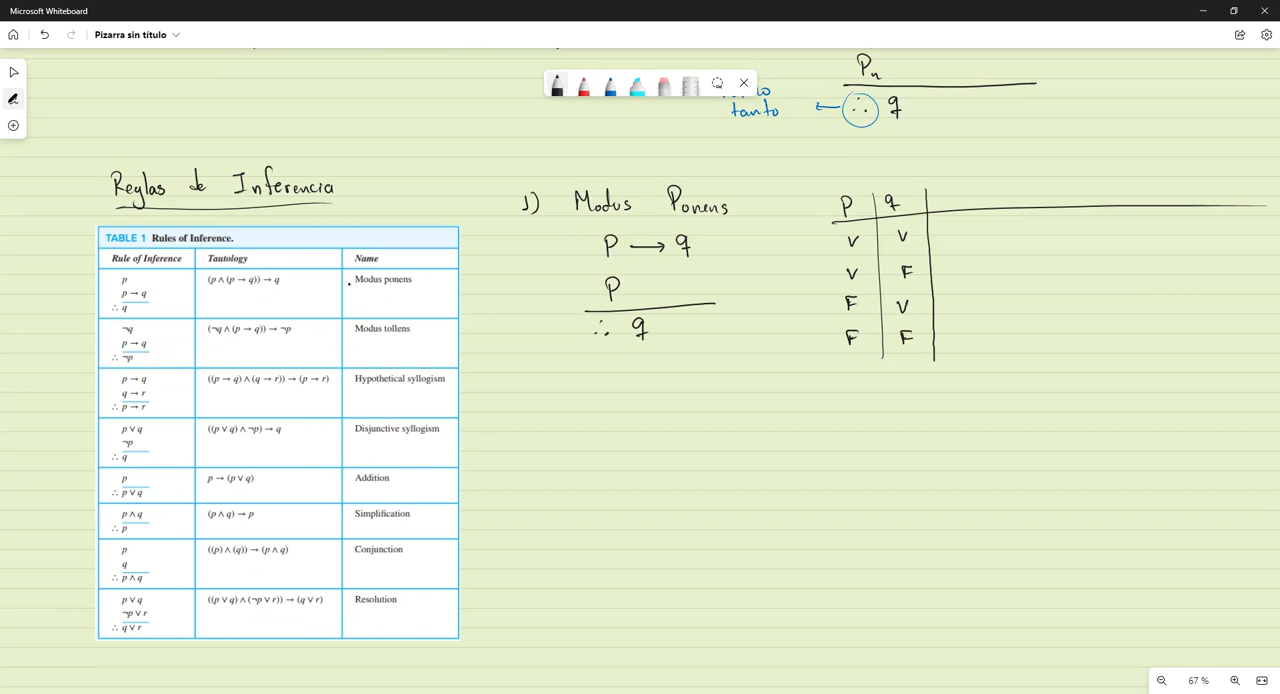 Microsoft Whiteboard
Pizarra sin título
Pn
tanto ← ∴ q
Reglas de Inferencia
TABLE 1 Rules of Inference.
Rule of Inference Tautology Name
p
p → q
∴ q
(p ∧ (p → q)) → q
Modus ponens
¬q
p → q
∴ ¬p
(¬q ∧ (p → q)) → ¬p
Modus tollens
p → q
q → r
∴ p → r
((p → q) ∧ (q → r)) → (p → r)
Hypothetical syllogism
p ∨ q
¬p
∴ q
((p ∨ q) ∧ ¬p) → q
Disjunctive syllogism
p
∴ p ∨ q
p → (p ∨ q)
Addition
p ∧ q
∴ p
(p ∧ q) → p
Simplification
p
q
∴ p ∧ q
((p) ∧ (q)) → (p ∧ q)
Conjunction
p ∨ q
¬p ∨ r
∴ q ∨ r
((p ∨ q) ∧ (¬p ∨ r)) → (q ∨ r)
Resolution
1) Modus Ponens
P → q
P
∴ q
P q
V V
V F
F V
F F
67 %